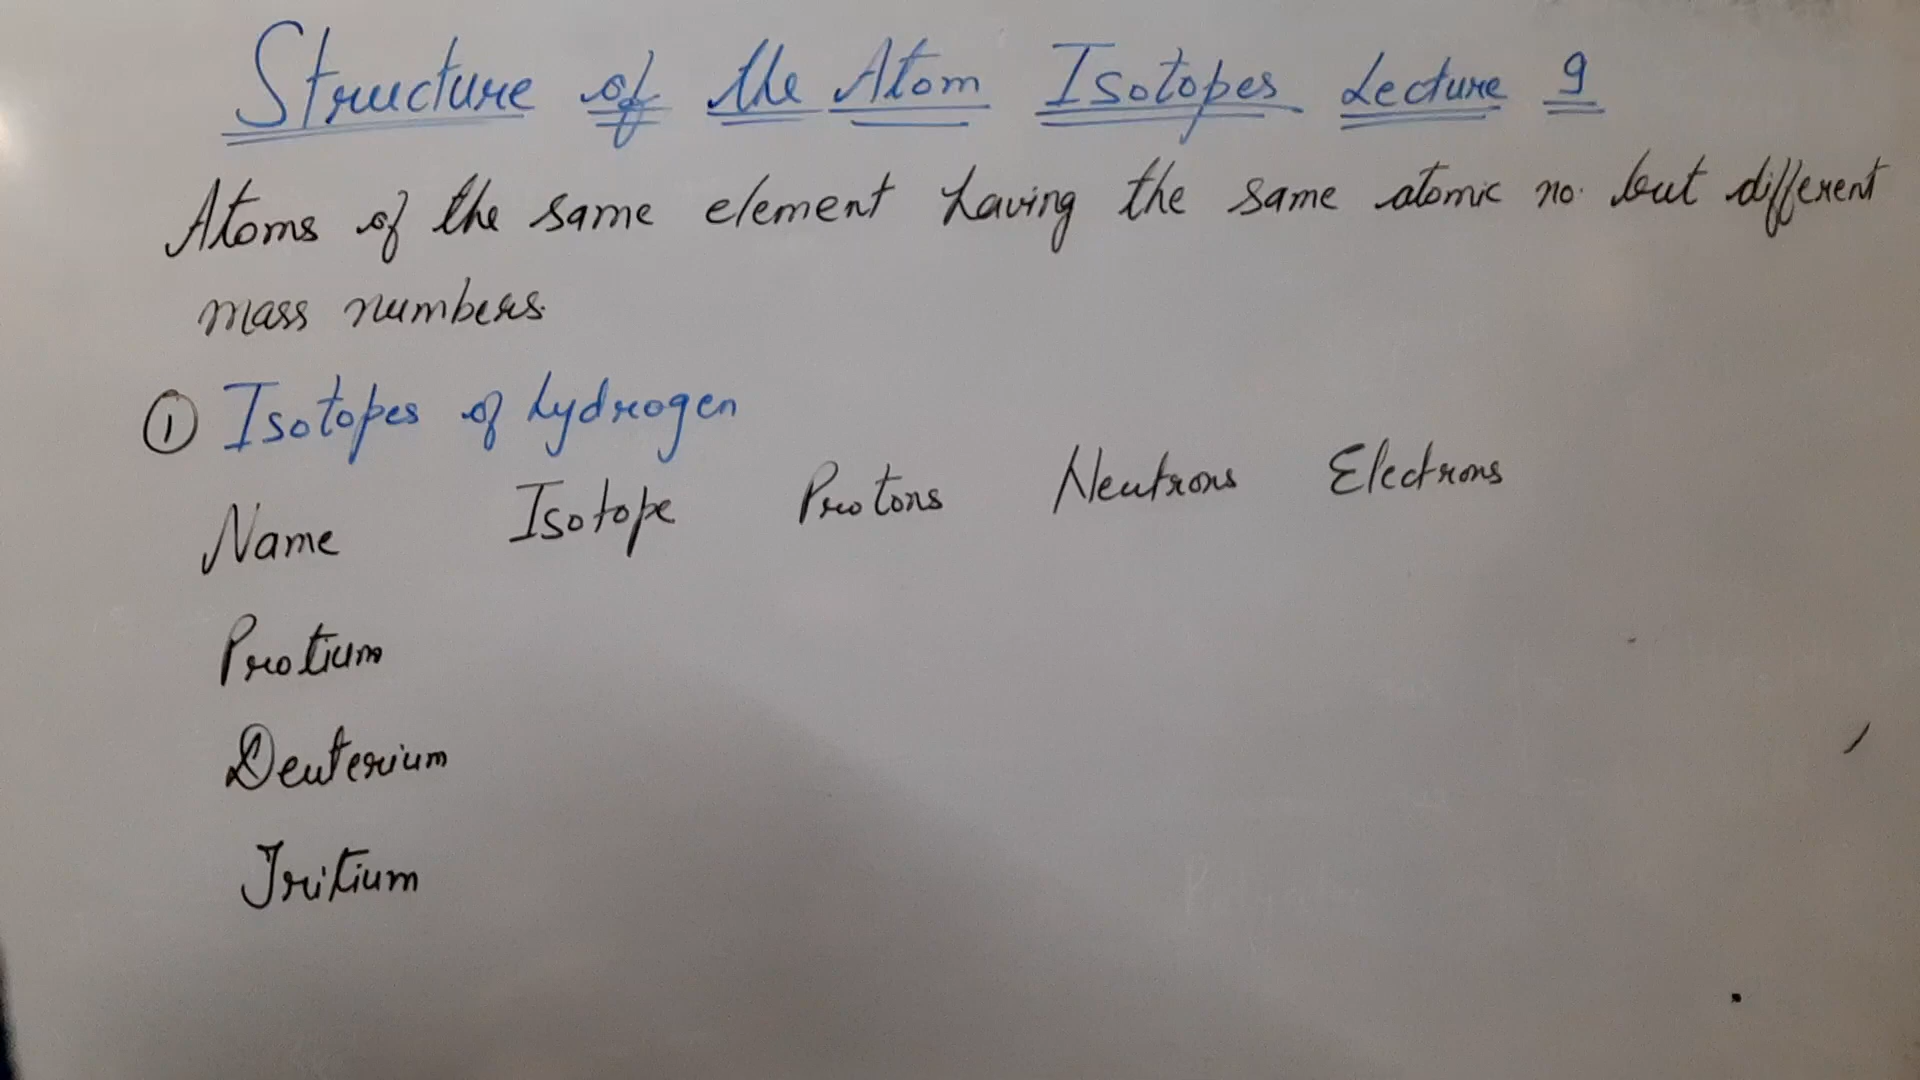 Structure of the Atom Isotopes Lecture 9
Atoms of the same element having the same atomic no. but different
mass numbers.
① Isotopes of hydrogen
Name Isotope Protons Neutrons Electrons
Protium
Deuterium
Tritium